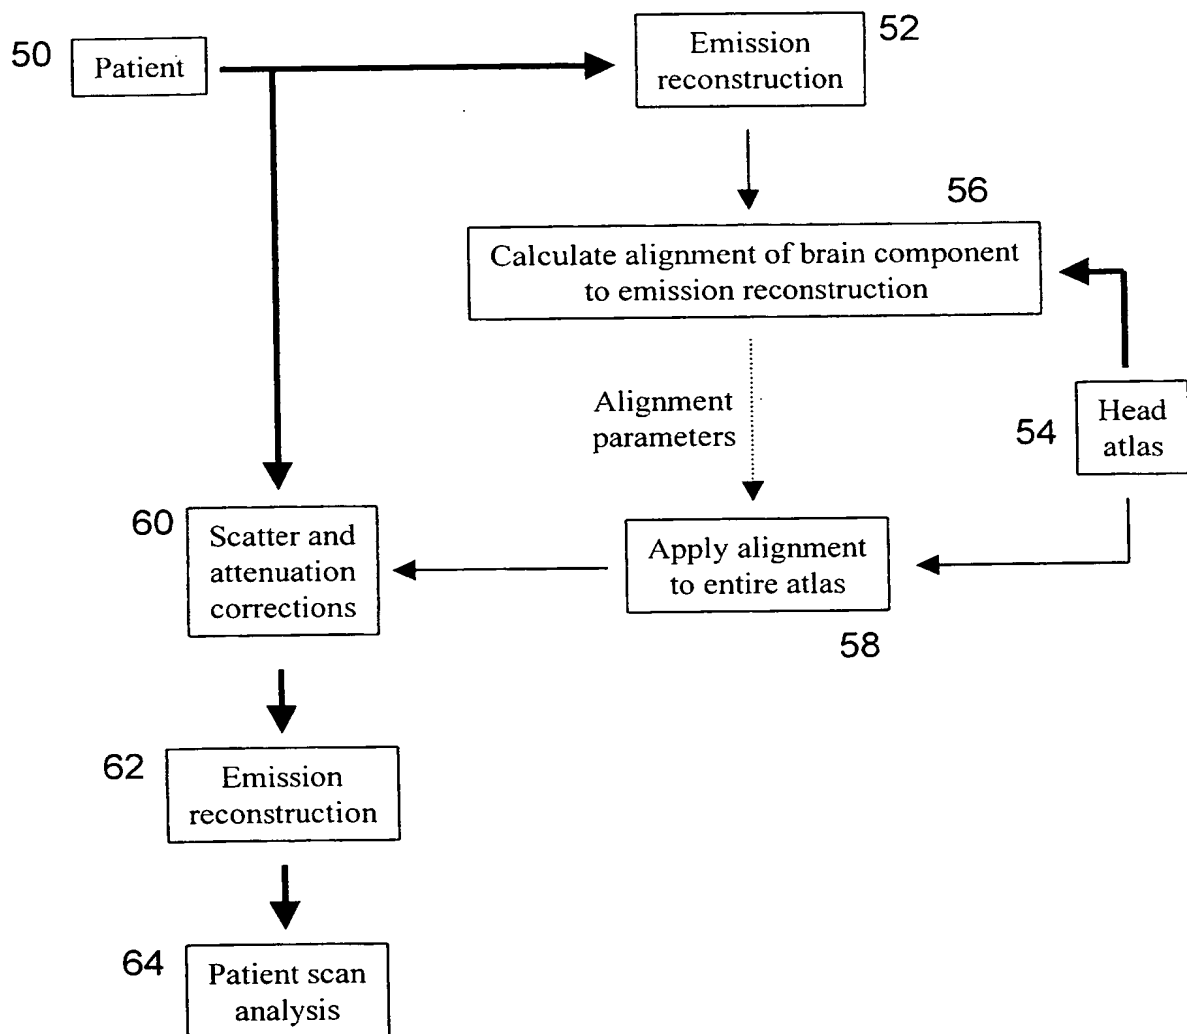 50
Patient
Emission
reconstruction
52
56
Calculate alignment of brain component
to emission reconstruction
Alignment
parameters
54
Head
atlas
60
Scatter and
attenuation
corrections
Apply alignment
to entire atlas
58
62
Emission
reconstruction
64
Patient scan
analysis